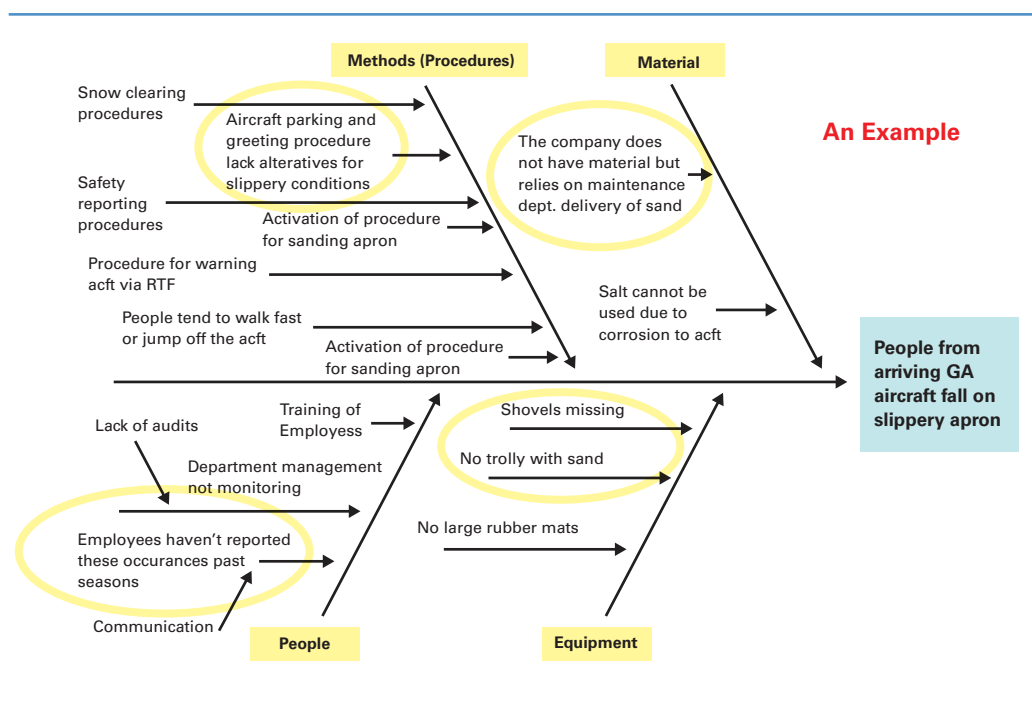 Methods (Procedures)
Material
An Example
Snow clearing
procedures
Aircraft parking and
greeting procedure
lack alteratives for
slippery conditions
Safety
reporting
procedures
Activation of procedure
for sanding apron
Procedure for warning
acft via RTF
People tend to walk fast
or jump off the acft
Activation of procedure
for sanding apron
The company does
not have material but
relies on maintenance
dept. delivery of sand
Salt cannot be
used due to
corrosion to acft
People from
arriving GA
aircraft fall on
slippery apron
Training of
Employess
Lack of audits
Department management
not monitoring
Employees haven't reported
these occurances past
seasons
Communication
People
Shovels missing
No trolly with sand
No large rubber mats
Equipment